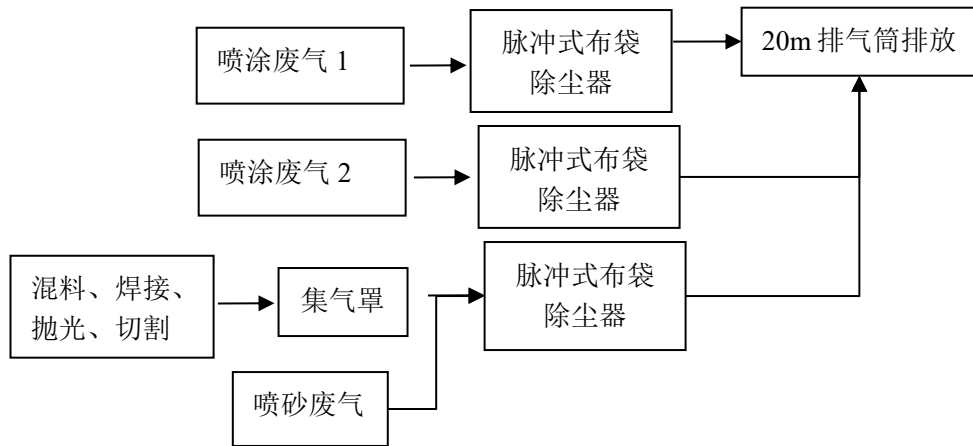 喷涂废气 1
脉冲式布袋
除尘器
20m 排气筒排放
喷涂废气 2
脉冲式布袋
除尘器
混料、焊接、
抛光、切割
集气罩
脉冲式布袋
除尘器
喷砂废气